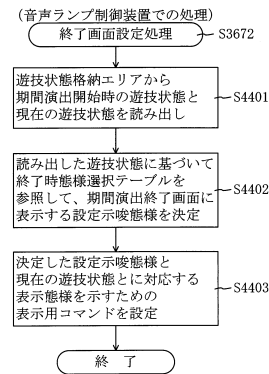 (音声ランプ制御装置での処理)
終了画面設定処理
S3672
遊技状態格納エリアから
期間演出開始時の遊技状態と
現在の遊技状態を読み出し
S4401
読み出した遊技状態に基づいて
終了時態様選択テーブルを
参照して、期間演出終了画面に
表示する設定示唆態様を決定
S4402
決定した設定示唆態様と
現在の遊技状態とに対応する
表示態様を示すための
表示用コマンドを設定
S4403
終 了